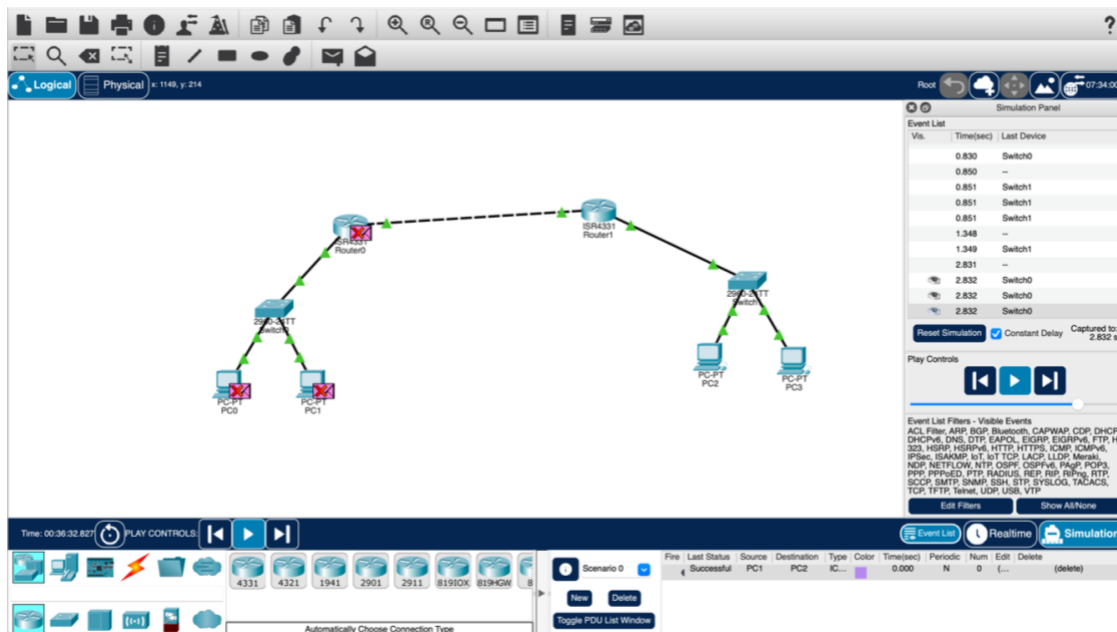 Logical
Physical
x: 1149, y: 214
Root
07:34:00
Simulation Panel
Event List
Vis. Time(sec) Last Device
0.830 Switch0
0.850 --
0.851 Switch1
0.851 Switch1
0.851 Switch1
1.348 --
1.349 Switch1
2.831 --
2.832 Switch0
2.832 Switch0
2.832 Switch0
Reset Simulation
Constant Delay
Captured to:
2.832 s
Play Controls
Event List Filters - Visible Events
ACL Filter, ARP, BGP, Bluetooth, CAPWAP, CDP, DHCP
DHCPv6, DNS, DTP, EAPOL, EIGRP, EIGRPv6, FTP, H
323, HSRP, HSRPv6, HTTP, HTTPS, ICMP, ICMPv6,
IPSec, ISAKMP, IoT, IoT TCP, LACP, LLDP, Meraki,
NDP, NETFLOW, NTP, OSPF, OSPFv6, PAgP, POP3,
PPP, PPPoED, PTP, RADIUS, REP, RIP, RIPng, RTP,
SCCP, SMTP, SNMP, SSH, STP, SYSLOG, TACACS,
TCP, TFTP, Telnet, UDP, USB, VTP
Edit Filters
Show All/None
ISR4331
Router0
ISR4331
Router1
2960-24TT
PC-PT
PC0
PC-PT
PC1
PC-PT
PC2
PC-PT
PC3
Time: 00:36:32.827
PLAY CONTROLS:
Event List
Realtime
Simulation
4331
4321
1941
2901
2911
819IOX
819HGW
Automatically Choose Connection Type
Scenario 0
New
Delete
Toggle PDU List Window
Fire Last Status Source Destination Type Color Time(sec) Periodic Num Edit Delete
Successful PC1 PC2 IC... 0.000 N 0 (... (delete)